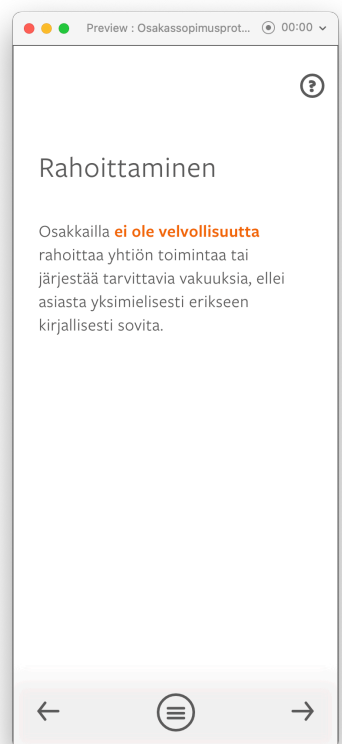 Preview : Osakassopimusprot... 00:00
?
Rahoittaminen
Osakkailla ei ole velvollisuutta
rahoittaa yhtiön toimintaa tai
järjestää tarvittavia vakuuksia, ellei
asiasta yksimielisesti erikseen
kirjallisesti sovita.